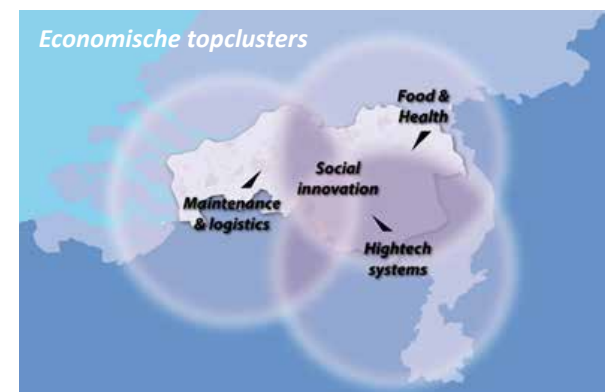 Economische topclusters
Food &
Health
Social
innovation
Maintenance
& logistics
Hightech
systems